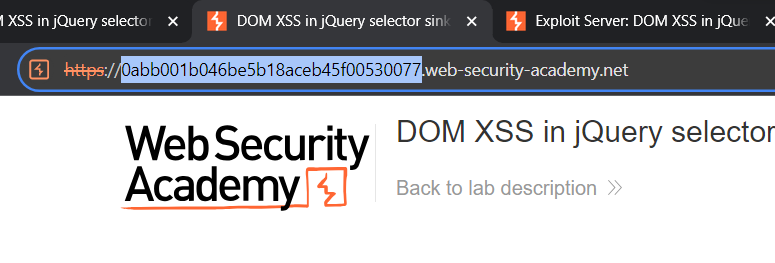 M XSS in jQuery selector
DOM XSS in jQuery selector sink
Exploit Server: DOM XSS in jQue
https://0abb001b046be5b18aceb45f00530077.web-security-academy.net
Web Security
Academy
DOM XSS in jQuery selector
Back to lab description